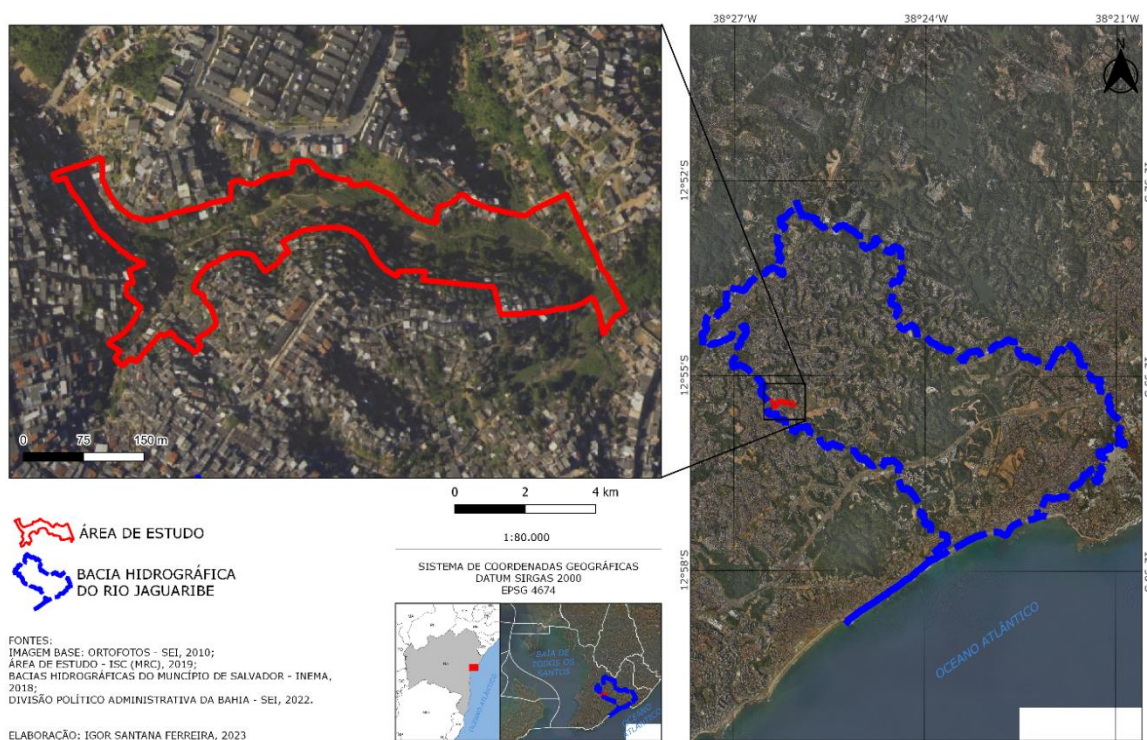 38°27'W
38°24'W
38°21'W
N
12°52'S
12°55'S
12°58'S
0 75 150 m
0 2 4 km
1:80.000
SISTEMA DE COORDENADAS GEOGRÁFICAS
DATUM SIRGAS 2000
EPSG 4674
ÁREA DE ESTUDO
BACIA HIDROGRÁFICA
DO RIO JAGUARIBE
FONTES:
IMAGEM BASE: ORTOFOTOS - SEI, 2010;
ÁREA DE ESTUDO - ISC (MRC), 2019;
BACIAS HIDROGRÁFICAS DO MUNCÍPIO DE SALVADOR - INEMA,
2018;
DIVISÃO POLÍTICO ADMINISTRATIVA DA BAHIA - SEI, 2022.
ELABORAÇÃO: IGOR SANTANA FERREIRA, 2023
OCEANO ATLÂNTICO
BAÍA DE
TODOS OS
SANTOS
OCEANO
ATLÂNTICO
OCEANO ATLÂNTICO